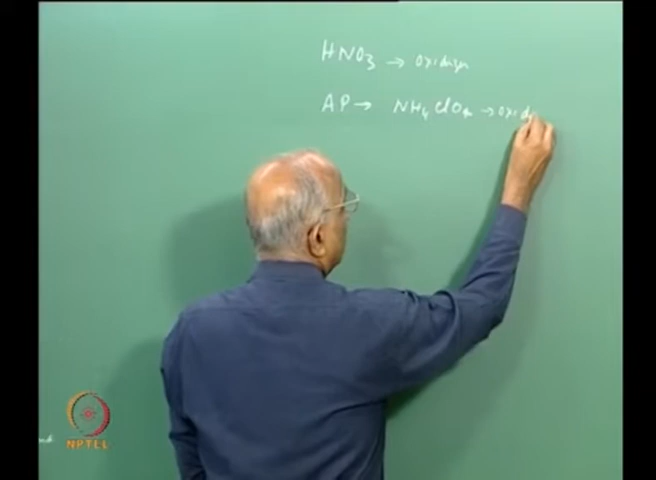 HNO3 → Oxidizer
AP → NH4ClO4 → Oxidi
NPTEL